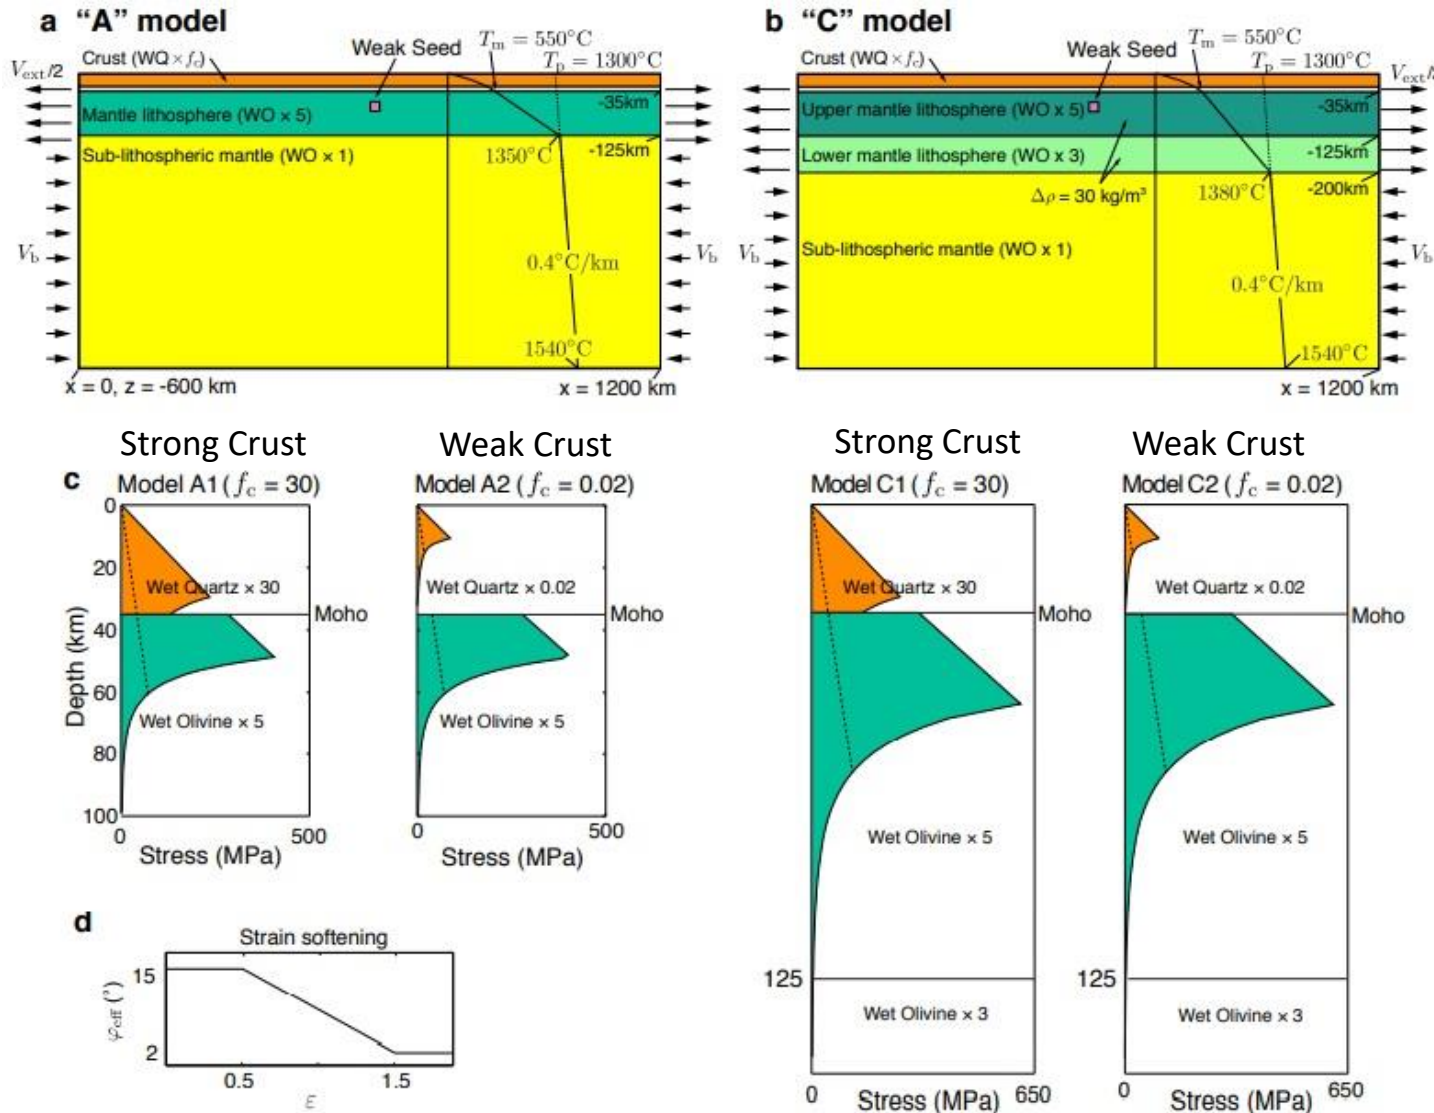 a "A" model
Crust (WQ × f_c)
Weak Seed
T_m = 550°C
T_p = 1300°C
V_ext/2
-35km
Mantle lithosphere (WO × 5)
-125km
Sub-lithospheric mantle (WO × 1)
1350°C
V_b
V_b
0.4°C/km
1540°C
x = 0, z = -600 km
x = 1200 km
b "C" model
Crust (WQ × f_c)
Weak Seed
T_m = 550°C
T_p = 1300°C
V_ext/
-35km
Upper mantle lithosphere (WO x 5)
-125km
Lower mantle lithosphere (WO x 3)
-200km
Δρ = 30 kg/m³
1380°C
Sub-lithospheric mantle (WO x 1)
V_b
V_b
0.4°C/km
1540°C
x = 1200 km
Strong Crust
Weak Crust
Strong Crust
Weak Crust
c
Model A1 (f_c = 30)
Model A2 (f_c = 0.02)
Model C1 (f_c = 30)
Model C2 (f_c = 0.02)
0
20
40
60
80
100
Depth (km)
Wet Quartz × 30
Wet Olivine × 5
0
500
Stress (MPa)
Wet Quartz × 0.02
Moho
Moho
Wet Olivine × 5
0
500
Stress (MPa)
Wet Quartz × 30
Moho
Wet Olivine × 5
125
Wet Olivine × 3
0
650
Stress (MPa)
Wet Quartz × 0.02
Moho
Wet Olivine × 5
125
Wet Olivine × 3
0
650
Stress (MPa)
d
Strain softening
15
2
φ_eff (°)
0.5
1.5
ε